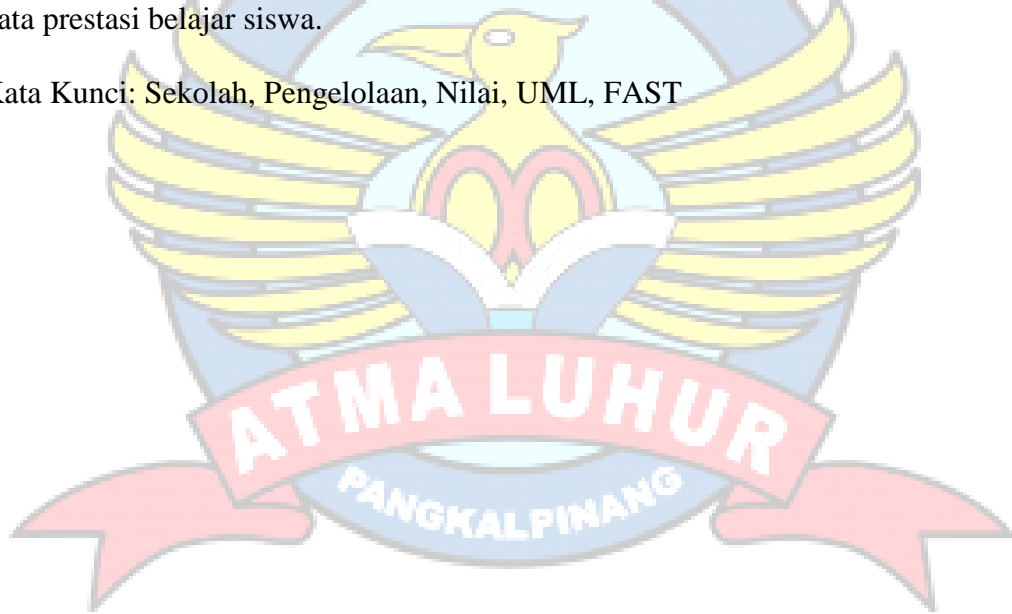 ata prestasi belajar siswa.
Kata Kunci: Sekolah, Pengelolaan, Nilai, UML, FAST
ATMA LUHUR
PANGKALPINANG